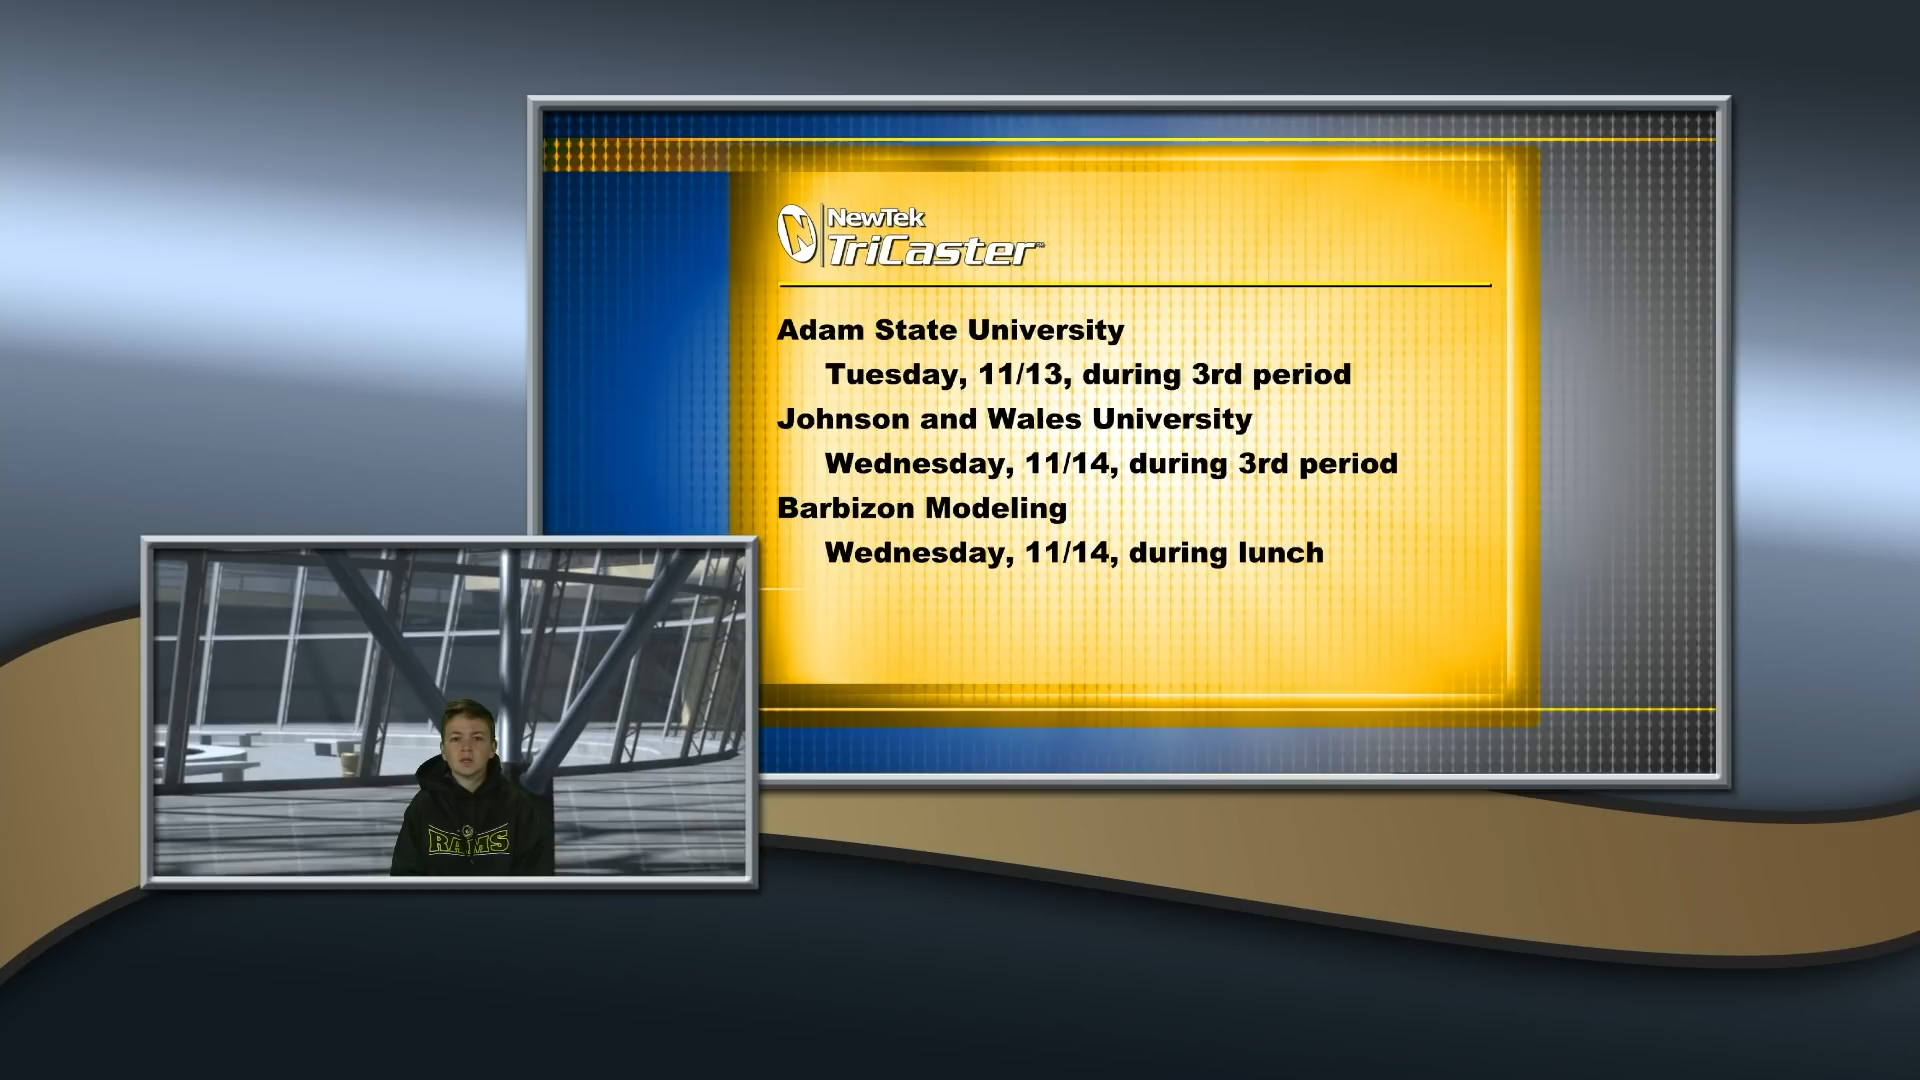 NewTek
TriCaster™
Adam State University
Tuesday, 11/13, during 3rd period
Johnson and Wales University
Wednesday, 11/14, during 3rd period
Barbizon Modeling
Wednesday, 11/14, during lunch
RAMS